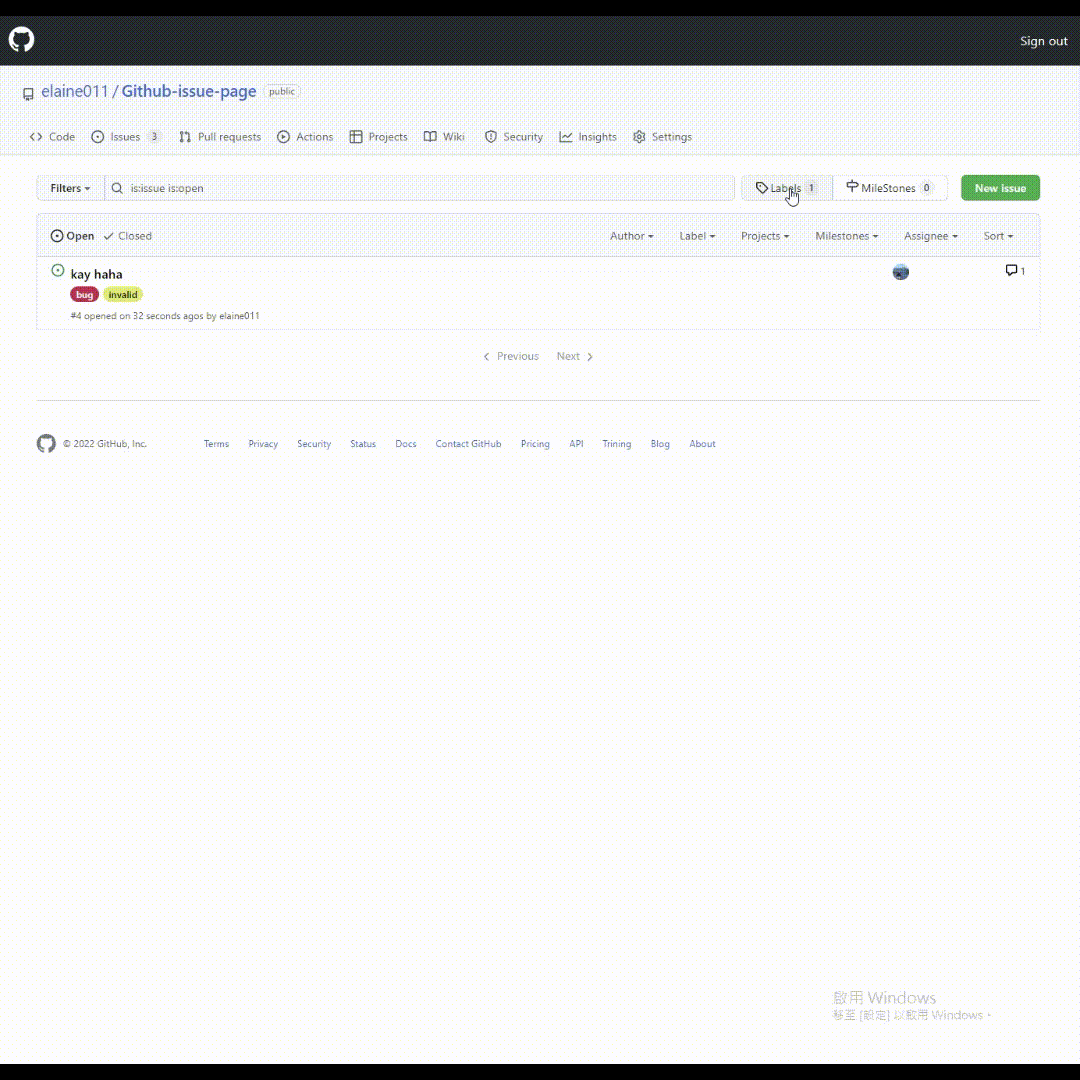 Sign out
elaine011 / Github-issue-page public
Code Issues 3 Pull requests Actions Projects Wiki Security Insights Settings
Filters is:issue is:open Labels 1 MileStones 0 New issue
Open Closed Author Label Projects Milestones Assignee Sort
kay haha 1
bug invalid
#4 opened on 32 seconds agos by elaine011
Previous Next
© 2022 GitHub, Inc. Terms Privacy Security Status Docs Contact GitHub Pricing API Trining Blog About
啟用 Windows
移至 [設定] 以啟用 Windows。